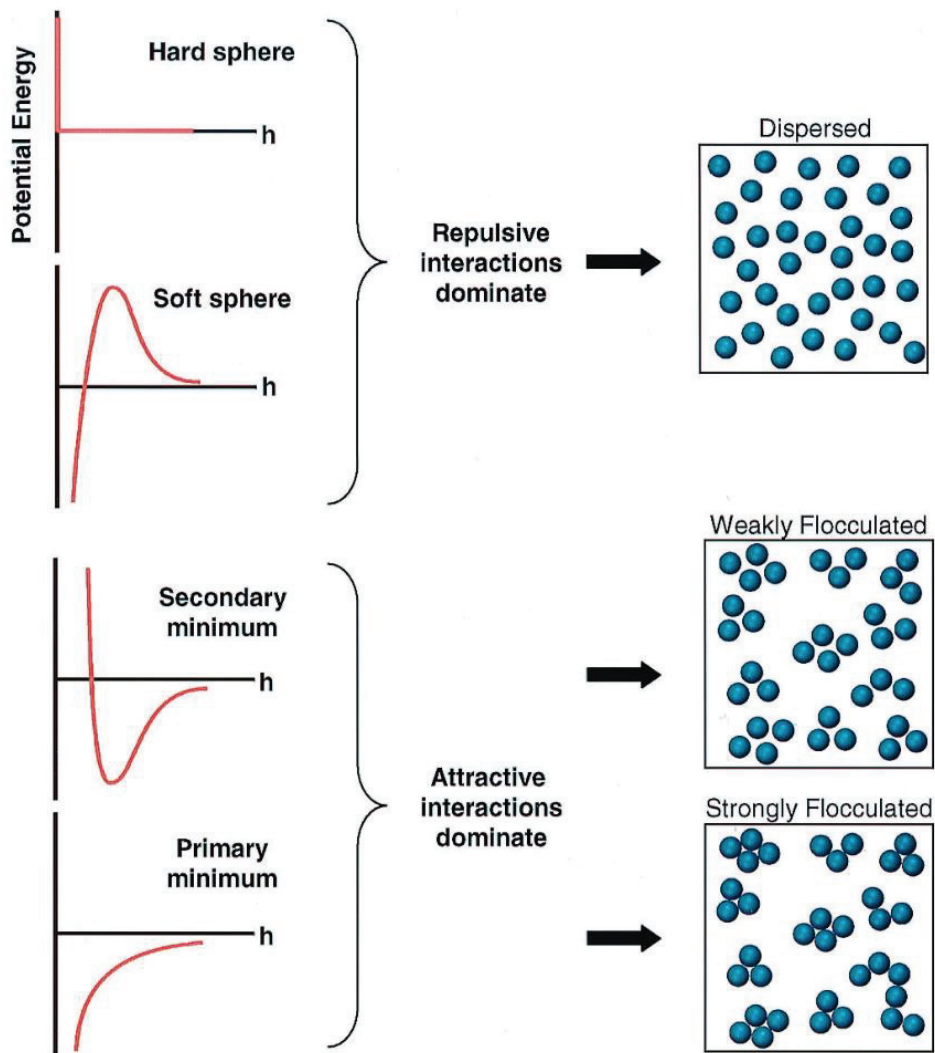 Potential Energy
Hard sphere
h
Soft sphere
h
Repulsive
interactions
dominate
Dispersed
Secondary
minimum
h
Weakly Flocculated
Attractive
interactions
dominate
Primary
minimum
h
Strongly Flocculated